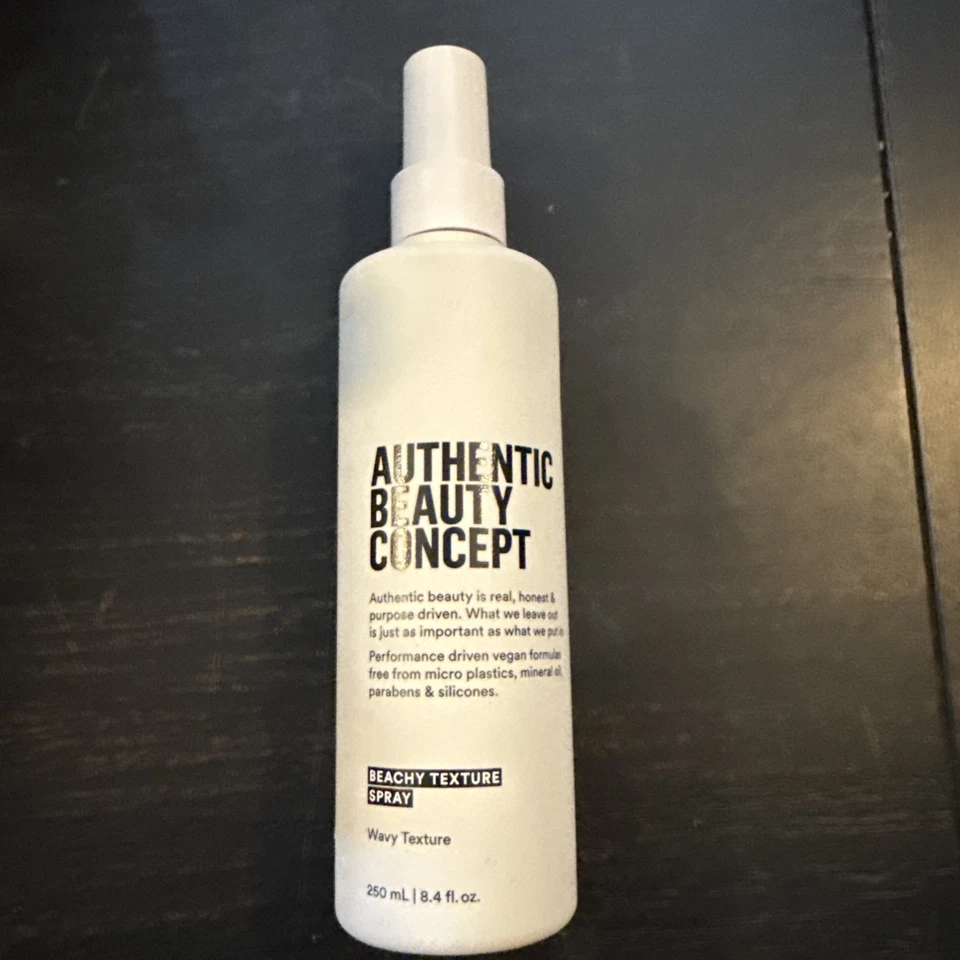 AUTHENTIC
BEAUTY
CONCEPT
Authentic beauty is real, honest &
purpose driven. What we leave out
is just as important as what we put in
Performance driven vegan formulas
free from micro plastics, mineral oil,
parabens & silicones.
BEACHY TEXTURE
SPRAY
Wavy Texture
250 mL | 8.4 fl. oz.